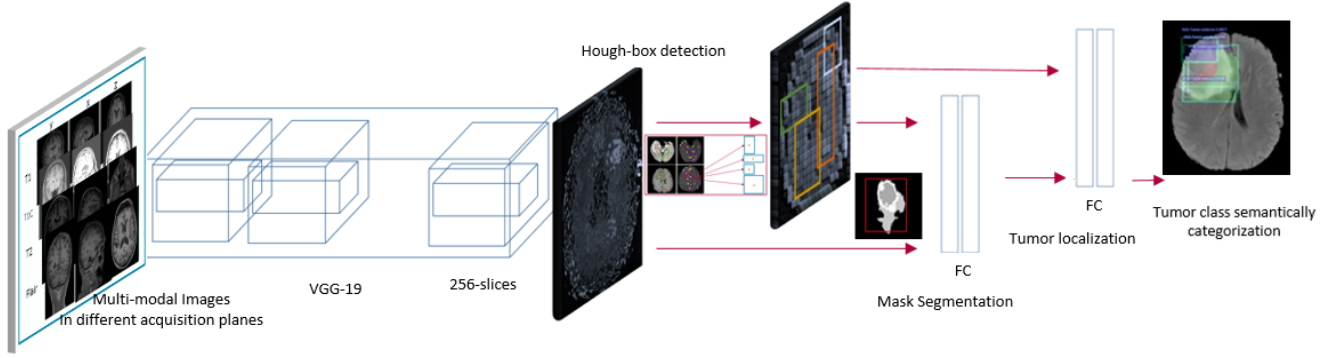 Y
X
Z
T1
T1C
T2
Flair
Multi-modal Images
In different acquisition planes
VGG-19
256-slices
Hough-box detection
FC
Mask Segmentation
FC
Tumor localization
Tumor class semantically
categorization